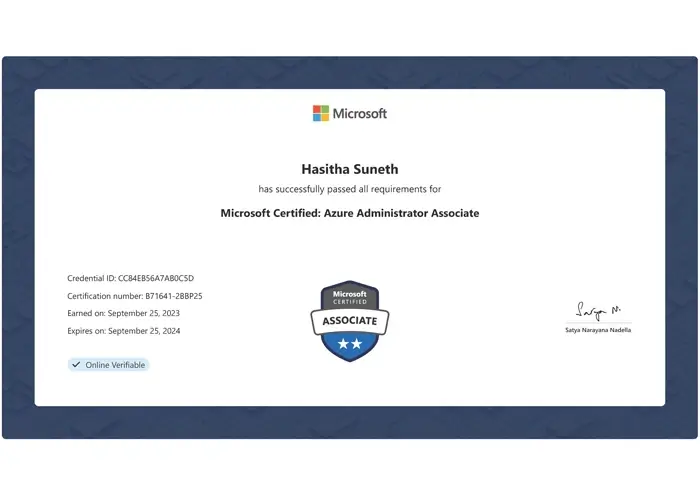 Microsoft
Hasitha Suneth
has successfully passed all requirements for
Microsoft Certified: Azure Administrator Associate
Credential ID: CC84EB56A7AB0C5D
Certification number: B71641-2BBP25
Earned on: September 25, 2023
Expires on: September 25, 2024
Online Verifiable
Microsoft
CERTIFIED
ASSOCIATE
Satya N.
Satya Narayana Nadella